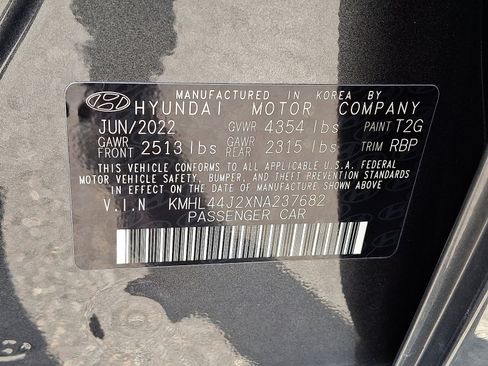 MANUFACTURED IN KOREA BY
HYUNDAI MOTOR COMPANY
JUN/2022 GVWR 4354 lbs PAINT T2G
GAWR FRONT 2513 lbs GAWR REAR 2315 lbs TRIM RBP
THIS VEHICLE CONFORMS TO ALL APPLICABLE U.S.A. FEDERAL
MOTOR VEHICLE SAFETY, BUMPER, AND THEFT PREVENTION STANDARDS
IN EFFECT ON THE DATE OF MANUFACTURE SHOWN ABOVE.
V.I.N KMHL44J2XNA237682
PASSENGER CAR